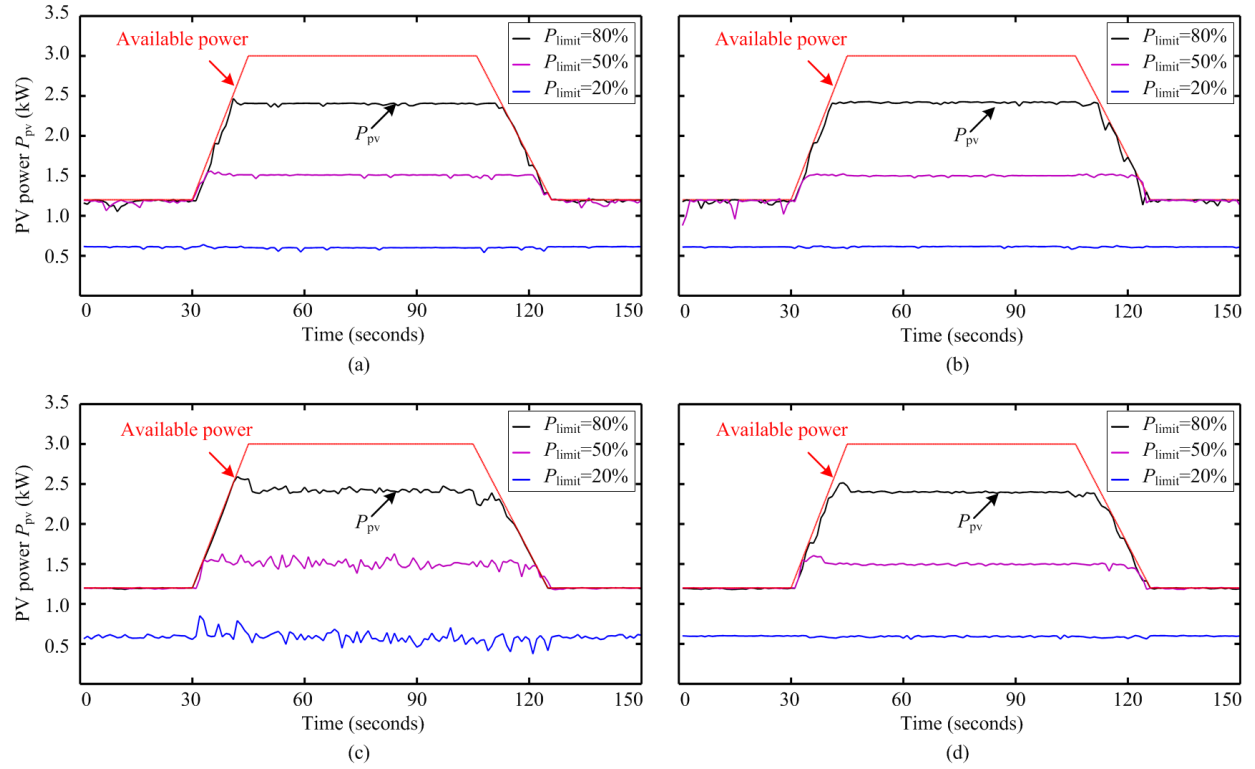 3.5
3.0
2.5
2.0
1.5
1.0
0.5
PV power Ppv (kW)
Available power
Ppv
Plimit=80%
Plimit=50%
Plimit=20%
0 30 60 90 120 150
Time (seconds)
(a)
Available power
Ppv
Plimit=80%
Plimit=50%
Plimit=20%
0 30 60 90 120 150
Time (seconds)
(b)
3.5
3.0
2.5
2.0
1.5
1.0
0.5
PV power Ppv (kW)
Available power
Ppv
Plimit=80%
Plimit=50%
Plimit=20%
0 30 60 90 120 150
Time (seconds)
(c)
Available power
Ppv
Plimit=80%
Plimit=50%
Plimit=20%
0 30 60 90 120 150
Time (seconds)
(d)